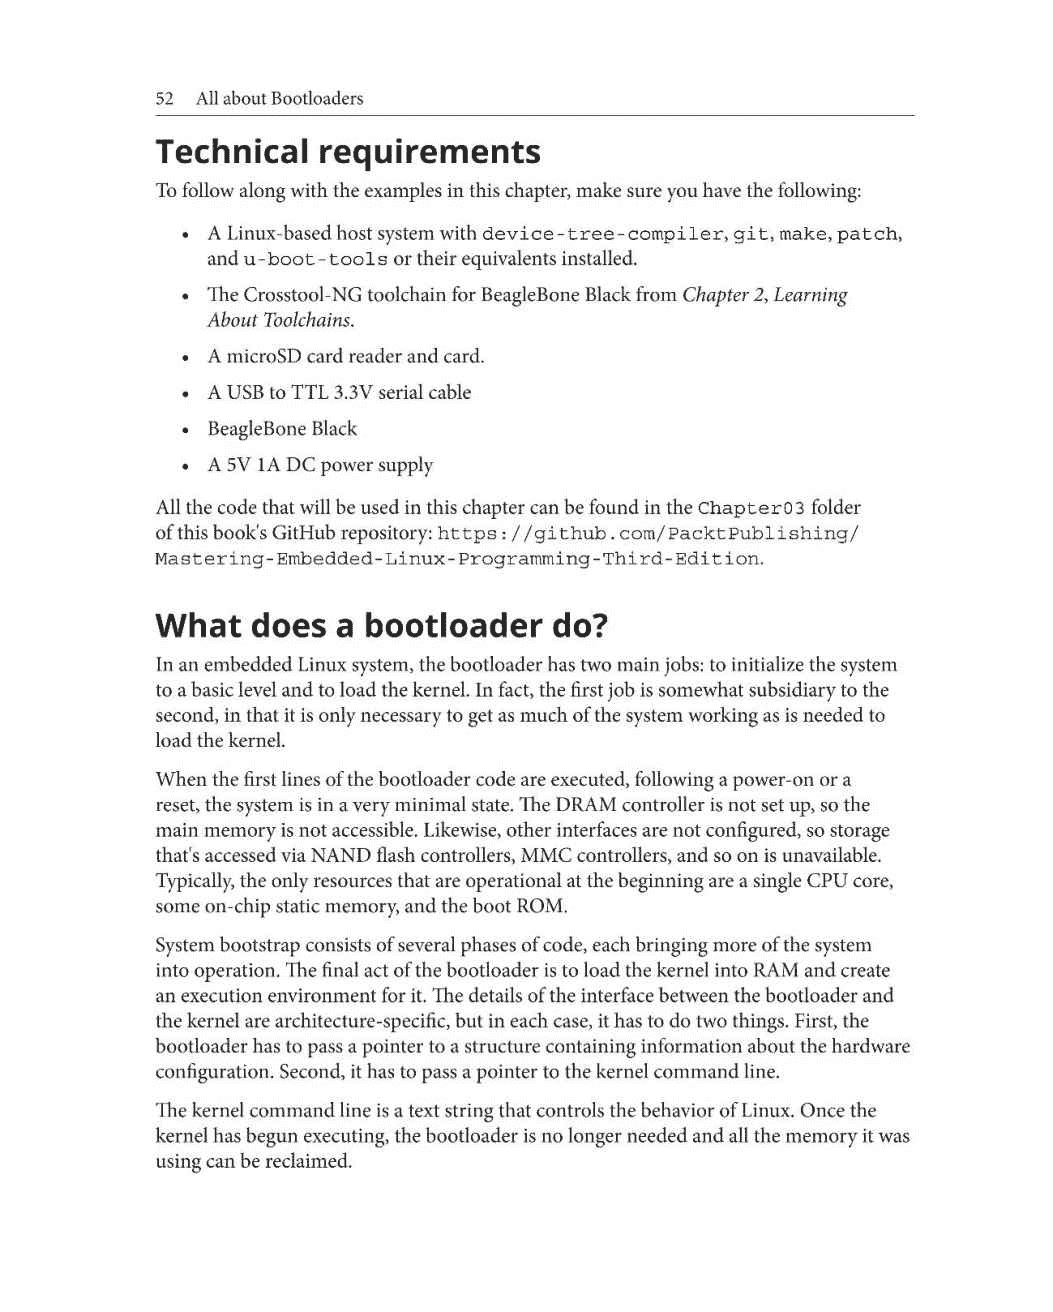 52 All about Bootloaders
Technical requirements
To follow along with the examples in this chapter, make sure you have the following:
• A Linux-based host system with device-tree-compiler, git, make, patch,
and u-boot-tools or their equivalents installed.
• The Crosstool-NG toolchain for BeagleBone Black from Chapter 2, Learning
About Toolchains.
• A microSD card reader and card.
• A USB to TTL 3.3V serial cable
• BeagleBone Black
• A 5V 1A DC power supply
All the code that will be used in this chapter can be found in the Chapter03 folder
of this book's GitHub repository: https://github.com/PacktPublishing/
Mastering-Embedded-Linux-Programming-Third-Edition.
What does a bootloader do?
In an embedded Linux system, the bootloader has two main jobs: to initialize the system
to a basic level and to load the kernel. In fact, the first job is somewhat subsidiary to the
second, in that it is only necessary to get as much of the system working as is needed to
load the kernel.
When the first lines of the bootloader code are executed, following a power-on or a
reset, the system is in a very minimal state. The DRAM controller is not set up, so the
main memory is not accessible. Likewise, other interfaces are not configured, so storage
that's accessed via NAND flash controllers, MMC controllers, and so on is unavailable.
Typically, the only resources that are operational at the beginning are a single CPU core,
some on-chip static memory, and the boot ROM.
System bootstrap consists of several phases of code, each bringing more of the system
into operation. The final act of the bootloader is to load the kernel into RAM and create
an execution environment for it. The details of the interface between the bootloader and
the kernel are architecture-specific, but in each case, it has to do two things. First, the
bootloader has to pass a pointer to a structure containing information about the hardware
configuration. Second, it has to pass a pointer to the kernel command line.
The kernel command line is a text string that controls the behavior of Linux. Once the
kernel has begun executing, the bootloader is no longer needed and all the memory it was
using can be reclaimed.